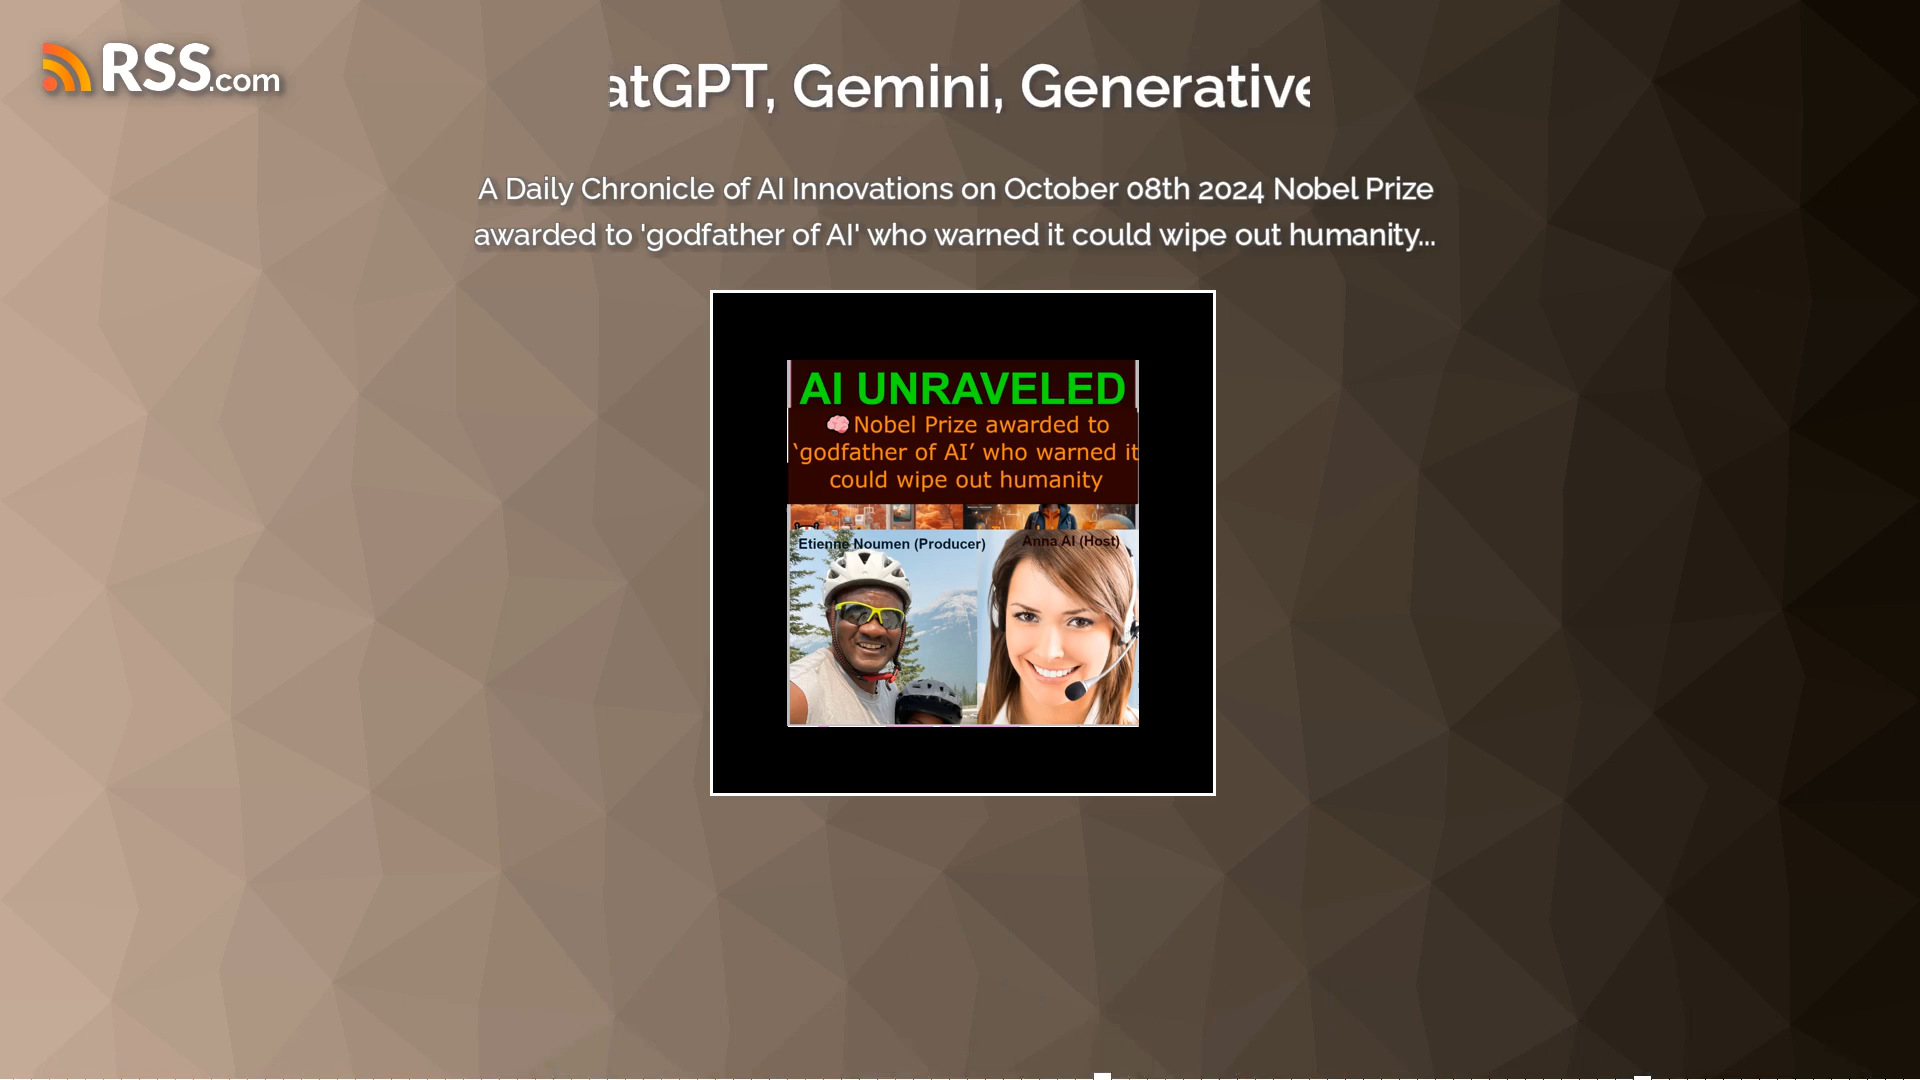 RSS.com
atGPT, Gemini, Generative
A Daily Chronicle of AI Innovations on October 08th 2024 Nobel Prize
awarded to 'godfather of AI' who warned it could wipe out humanity...
AI UNRAVELED
🧠 Nobel Prize awarded to
‘godfather of AI’ who warned it
could wipe out humanity
Etienne Noumen (Producer)
Anna AI (Host)